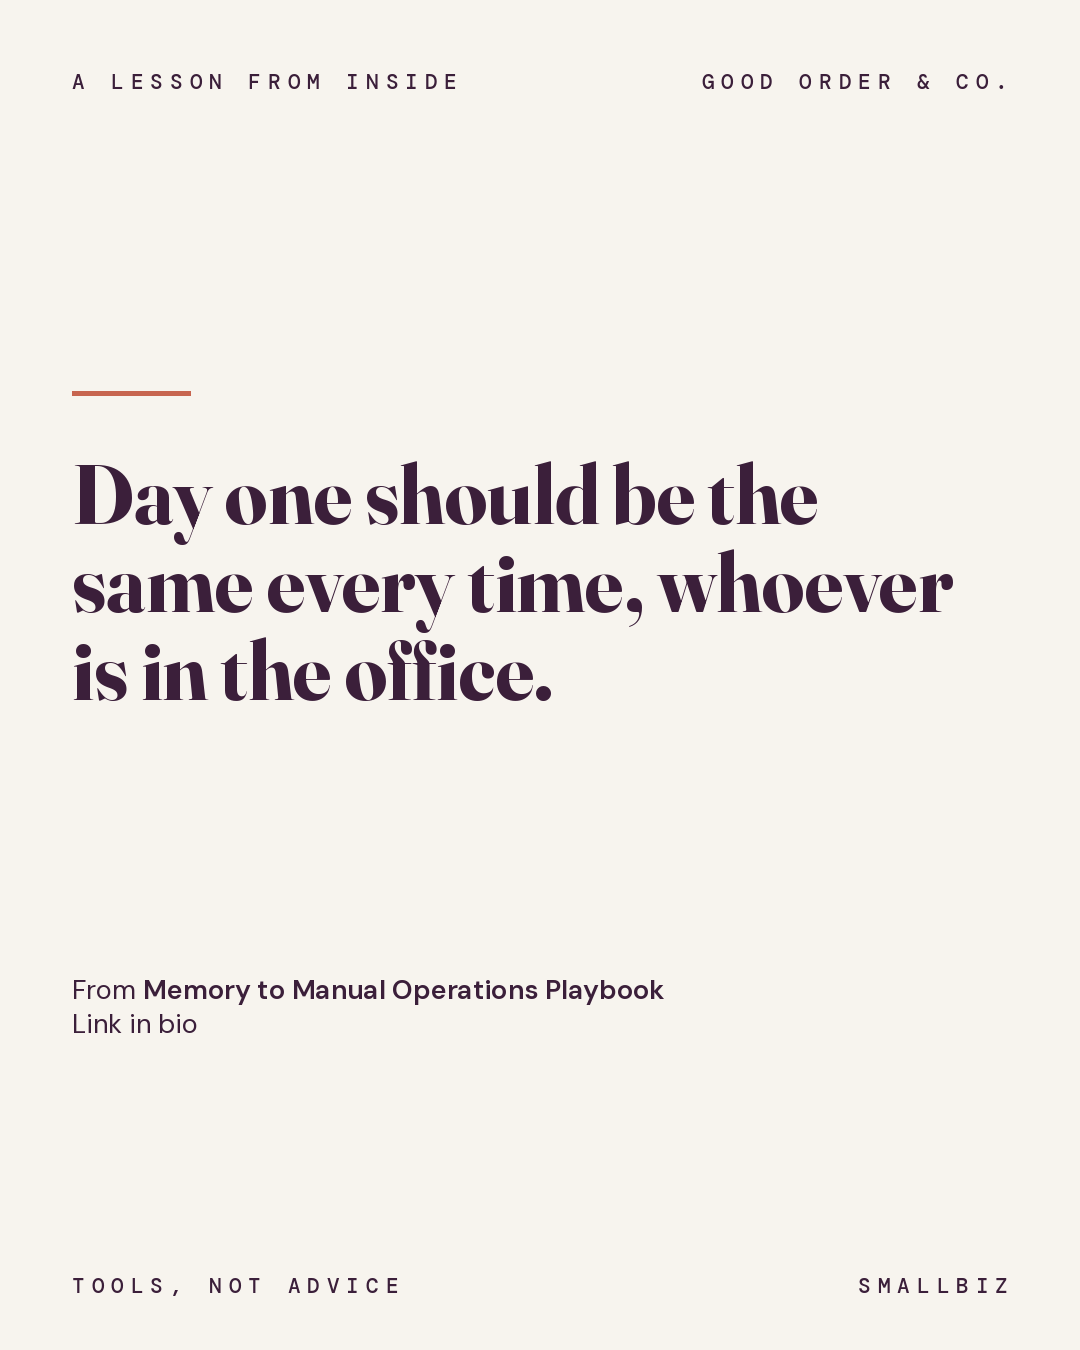 A LESSON FROM INSIDE
GOOD ORDER & CO.
Day one should be the
same every time, whoever
is in the office.
From Memory to Manual Operations Playbook
Link in bio
TOOLS, NOT ADVICE
SMALLBIZ